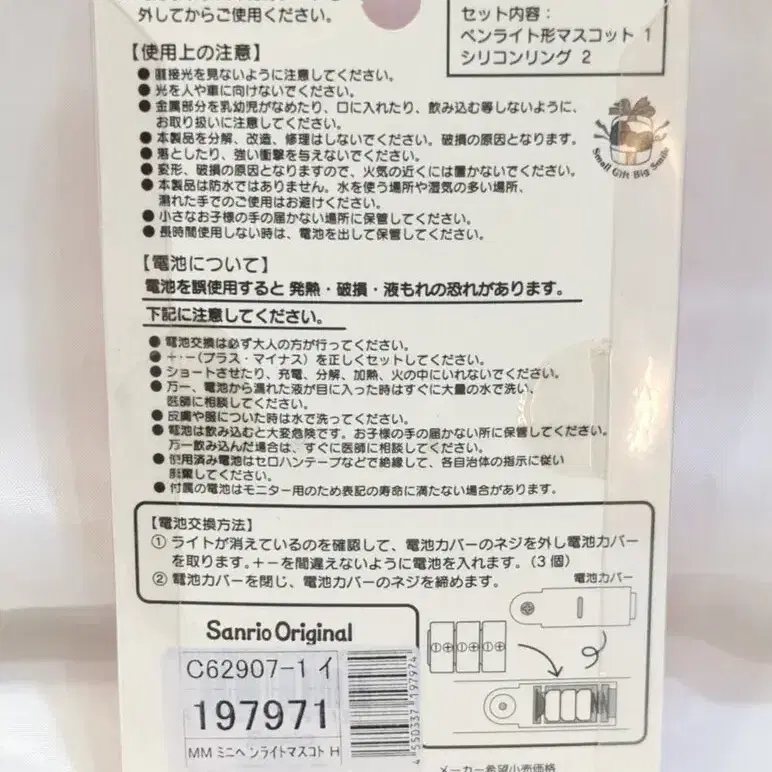 外してからご使用ください。
セット内容:
ペンライト形マスコット 1
シリコンリング 2
【使用上の注意】
●直接光を見ないように注意してください。
●光を人や車に向けないでください。
●金属部分を乳幼児がなめたり、口に入れたり、飲み込む等しないように、
お取り扱いに注意してください。
●本製品を分解、改造、修理はしないでください。破損の原因となります。
●落としたり、強い衝撃を与えないでください。
●変形、破損の原因となりますので、火気の近くには置かないでください。
●本製品は防水ではありません。水を使う場所や湿気の多い場所、
濡れた手でのご使用はお避けください。
●小さなお子様の手の届かない場所に保管してください。
●長時間使用しない時は、電池を出して保管してください。
Small Gift Big Smile
【電池について】
電池を誤使用すると 発熱・破損・液もれの恐れがあります。
下記に注意してください。
●電池交換は必ず大人の方が行ってください。
●+・-(プラス・マイナス)を正しくセットしてください。
●ショートさせたり、充電、分解、加熱、火の中にいれないでください。
●万一、電池から漏れた液が目に入った時はすぐに大量の水で洗い、
医師に相談してください。
●皮膚や服についた時は水で洗ってください。
●電池は飲み込むと大変危険です。お子様の手の届かない所に保管してください。
万一飲み込んだ場合は、すぐに医師に相談してください。
●使用済み電池はセロハンテープなどで絶縁して、各自治体の指示に従い
廃棄してください。
●付属の電池はモニター用のため表記の寿命に満たない場合があります。
【電池交換方法】
① ライトが消えているのを確認して、電池カバーのネジを外し電池カバー
を取ります。+-を間違えないように電池を入れます。(3個)
② 電池カバーを閉じ、電池カバーのネジを締めます。
電池カバー
Sanrio Original
C62907-1 イ
197971
MM ミニペンライトマスコト H
4 550337 197974
メーカー希望小売価格